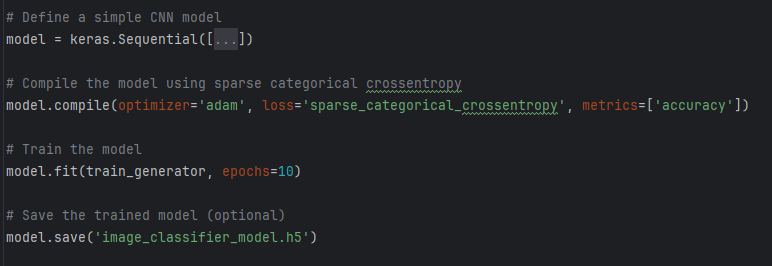 # Define a simple CNN model
model = keras.Sequential([...])
# Compile the model using sparse categorical crossentropy
model.compile(optimizer='adam', loss='sparse_categorical_crossentropy', metrics=['accuracy'])
# Train the model
model.fit(train_generator, epochs=10)
# Save the trained model (optional)
model.save('image_classifier_model.h5')